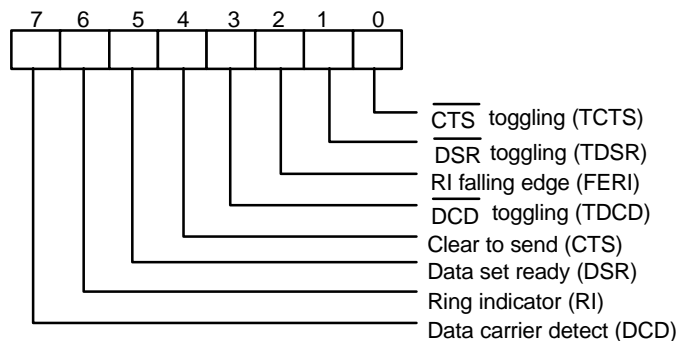 7 6 5 4 3 2 1 0
CTS toggling (TCTS)
DSR toggling (TDSR)
RI falling edge (FERI)
DCD toggling (TDCD)
Clear to send (CTS)
Data set ready (DSR)
Ring indicator (RI)
Data carrier detect (DCD)